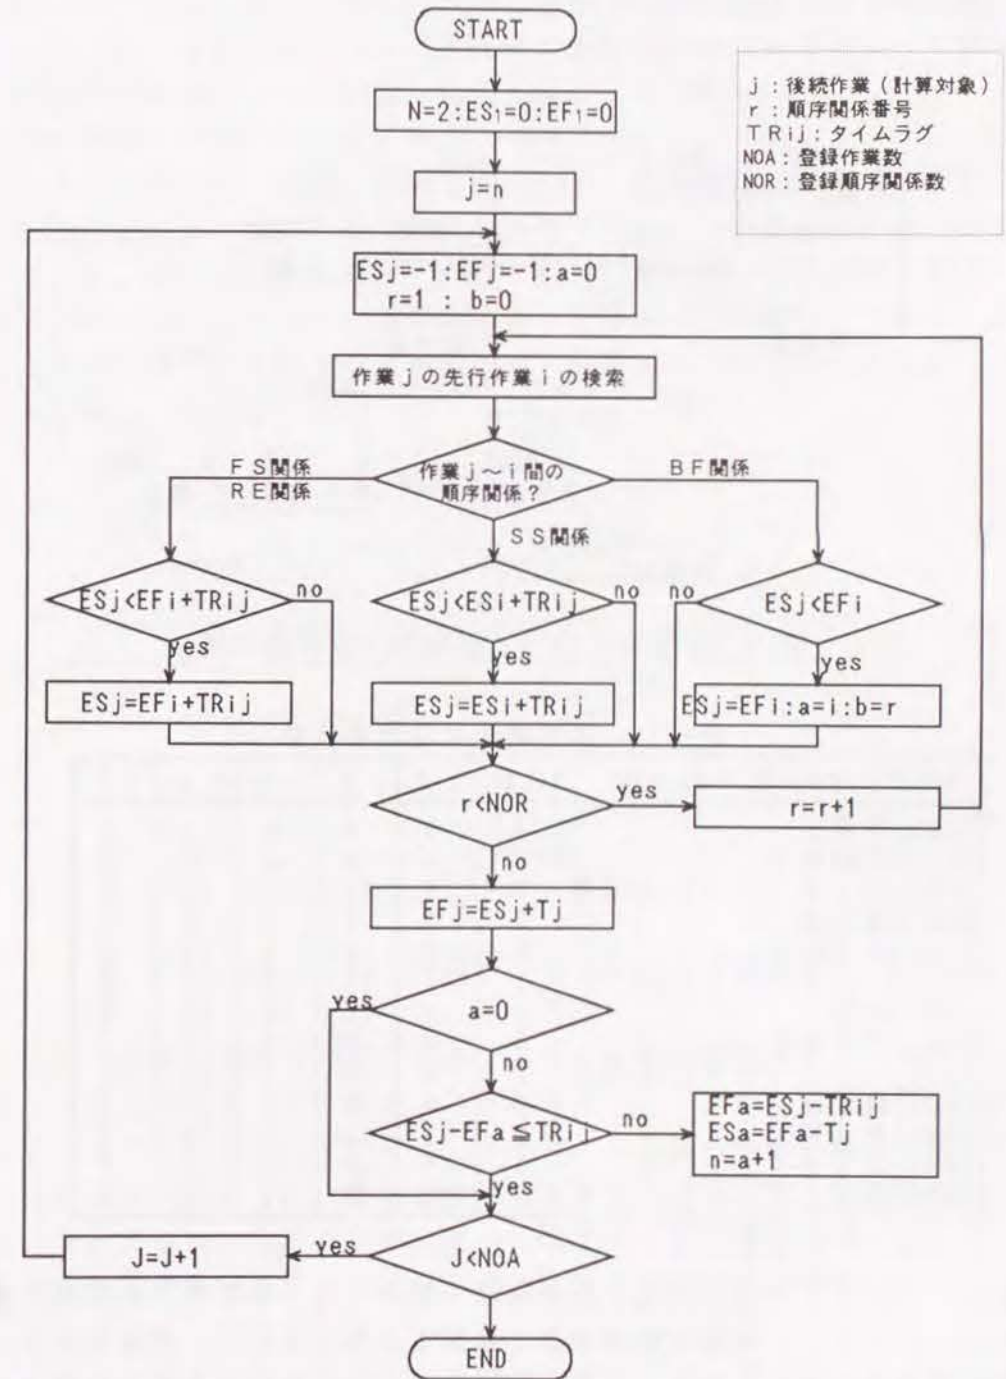 START
N=2:ES₁=0:EF₁=0
j=n
j：後続作業（計算対象）
r：順序関係番号
TRij：タイムラグ
NOA：登録作業数
NOR：登録順序関係数
ESj=-1:EFj=-1:a=0
r=1 : b=0
作業jの先行作業iの検索
作業j～i間の
順序関係？
FS関係
RE関係
SS関係
BF関係
ESj<EFi+TRij
no
yes
ESj=EFi+TRij
ESj<ESi+TRij
no
yes
ESj=ESi+TRij
ESj<EFi
no
yes
ESj=EFi:a=i:b=r
r<NOR
yes
r=r+1
no
EFj=ESj+Tj
a=0
yes
no
ESj-EFa≦TRij
no
EFa=ESj-TRij
ESa=EFa-Tj
n=a+1
yes
J<NOA
yes
J=J+1
END